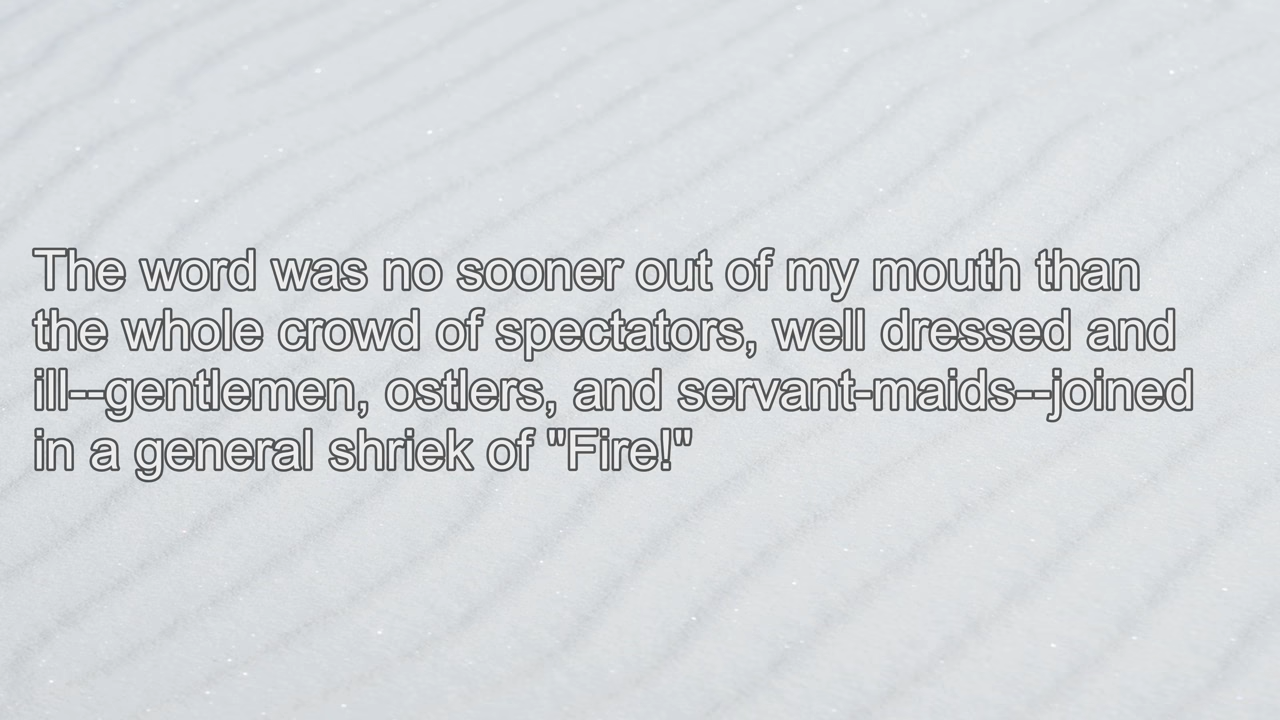 The word was no sooner out of my mouth than
the whole crowd of spectators, well dressed and
ill--gentlemen, ostlers, and servant-maids--joined
in a general shriek of "Fire!"